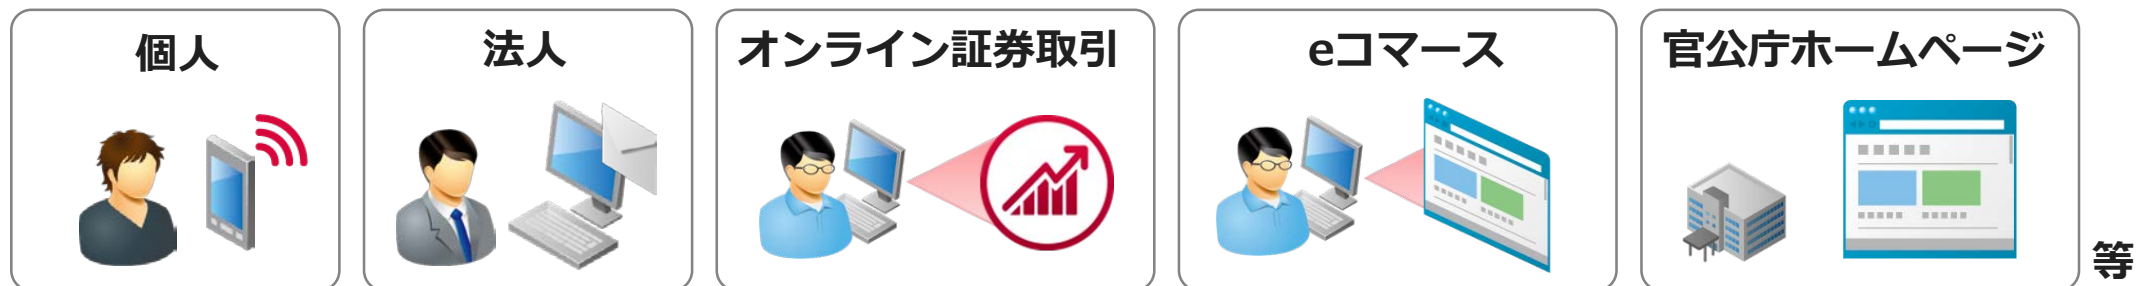 個人
法人
オンライン証券取引
eコマース
官公庁ホームページ
等